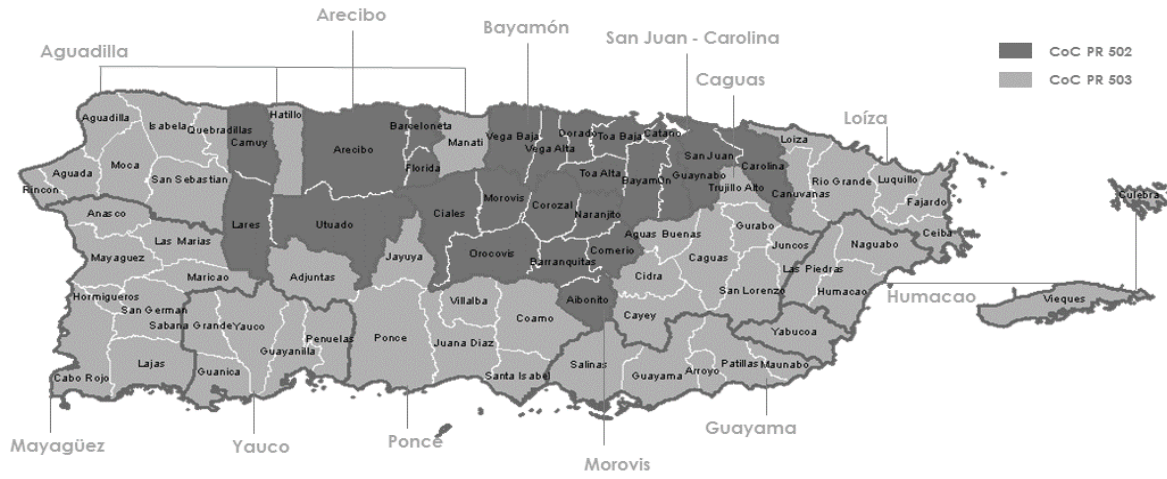 Arecibo
Bayamón
San Juan - Carolina
Aguadilla
Caguas
CoC PR 502
CoC PR 503
Loíza
Aguadilla
Isabela
Quebradillas
Camuy
Hatillo
Arecibo
Barceloneta
Manati
Florida
Vega Baja
Vega Alta
Dorado
Toa Baja
Catano
Toa Alta
Bayamon
Guaynabo
San Juan
Trujillo Alto
Carolina
Canuvanas
Loiza
Rio Grande
Luquillo
Fajardo
Ceiba
Culebra
Moca
Aguada
Rincon
San Sebastian
Lares
Utuado
Ciales
Morovis
Corozal
Naranjito
Anasco
Las Marias
Mayaguez
Maricao
Adjuntas
Jayuya
Orocovis
Barranquitas
Comerio
Aguas Buenas
Gurabo
Caguas
Juncos
Naguabo
Las Piedras
Cidra
San Lorenzo
Humacao
Humacao
Vieques
Hormigueros
San German
Sabana Grande
Yauco
Guayanilla
Penuelas
Ponce
Villalba
Juana Diaz
Coamo
Aibonito
Cayey
Yabucoa
Lajas
Cabo Rojo
Guanica
Santa Isabel
Salinas
Guayama
Arroyo
Patillas
Maunabo
Mayagüez
Yauco
Ponce
Morovis
Guayama